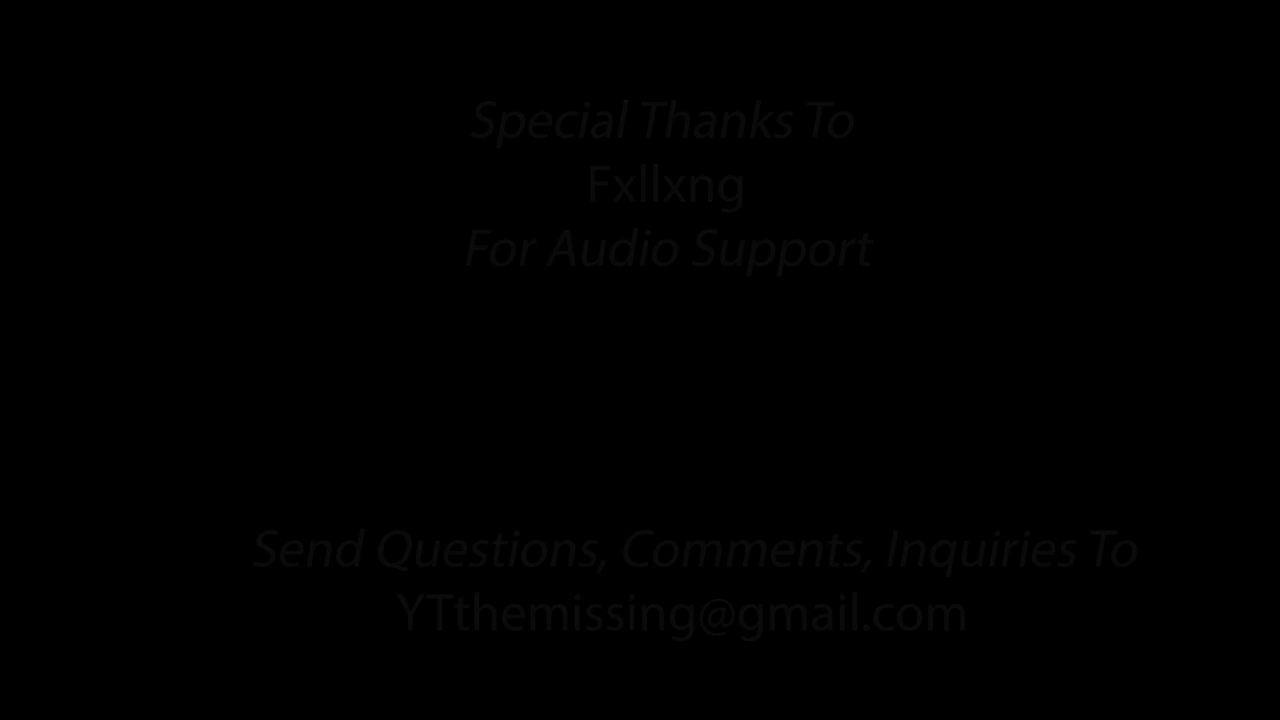 Special Thanks To
Fxllxng
For Audio Support
Send Questions, Comments, Inquiries To
YTthemissing@gmail.com